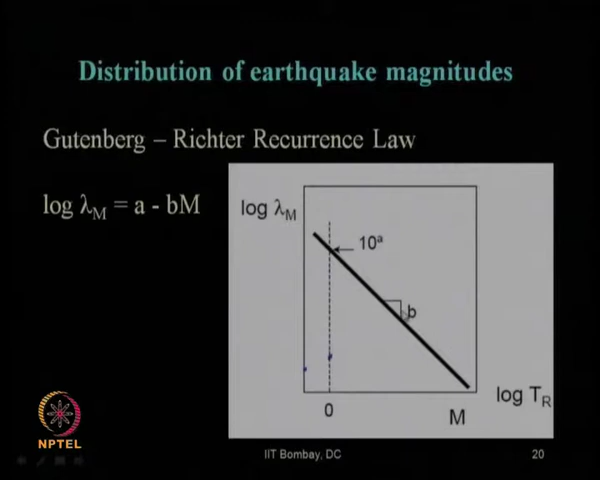 Distribution of earthquake magnitudes
Gutenberg – Richter Recurrence Law
log λM = a - bM
log λM
10ᵃ
b
log TR
0
M
NPTEL
IIT Bombay, DC
20